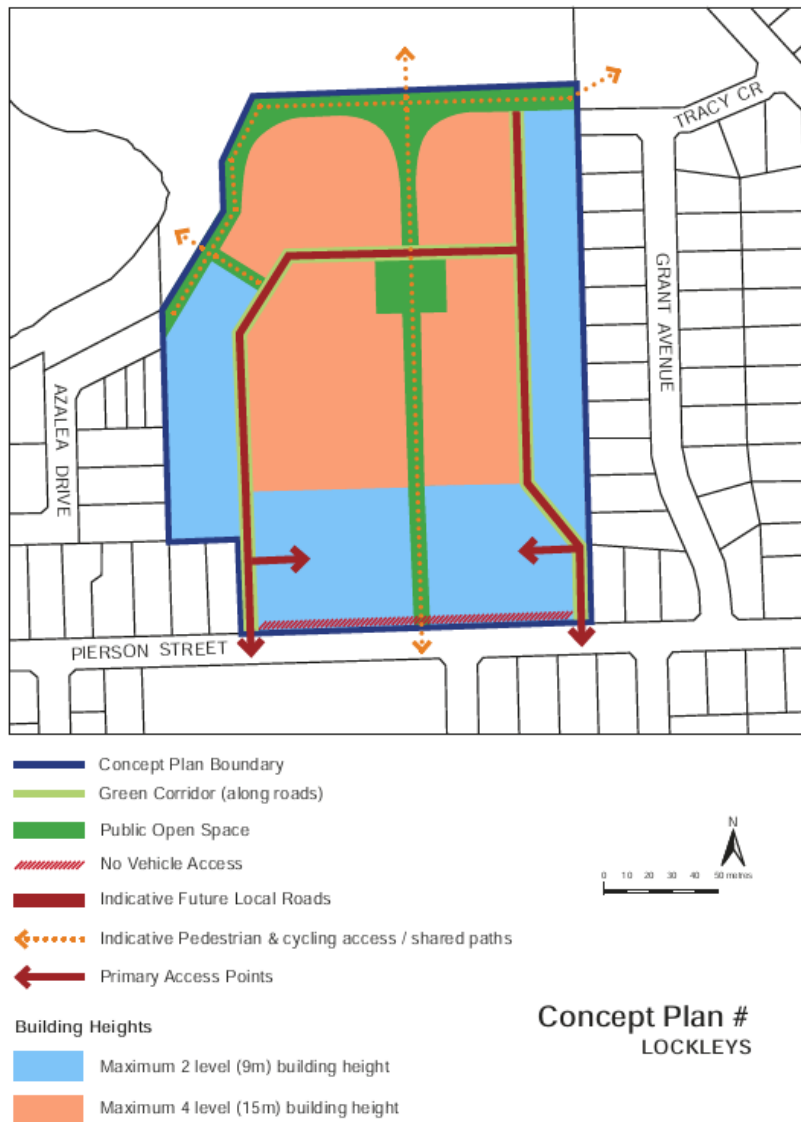 TRACY CR
GRANT AVENUE
AZALEA DRIVE
PIERSON STREET
Concept Plan Boundary
Green Corridor (along roads)
Public Open Space
No Vehicle Access
Indicative Future Local Roads
Indicative Pedestrian & cycling access / shared paths
Primary Access Points
N
0 10 20 30 40 50 metres
Building Heights
Maximum 2 level (9m) building height
Maximum 4 level (15m) building height
Concept Plan #
LOCKLEYS